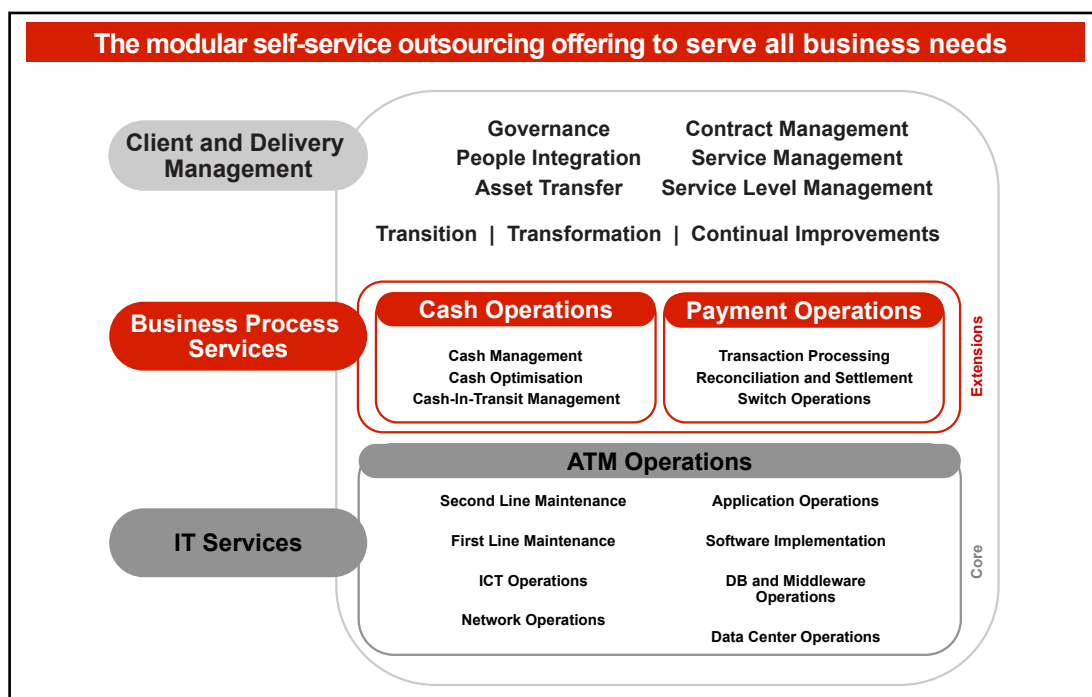 The modular self-service outsourcing offering to serve all business needs
Client and Delivery
Management
Governance
People Integration
Asset Transfer
Contract Management
Service Management
Service Level Management
Transition | Transformation | Continual Improvements
Business Process
Services
Cash Operations
Cash Management
Cash Optimisation
Cash-In-Transit Management
Payment Operations
Transaction Processing
Reconciliation and Settlement
Switch Operations
Extensions
IT Services
ATM Operations
Second Line Maintenance
First Line Maintenance
ICT Operations
Network Operations
Application Operations
Software Implementation
DB and Middleware
Operations
Data Center Operations
Core